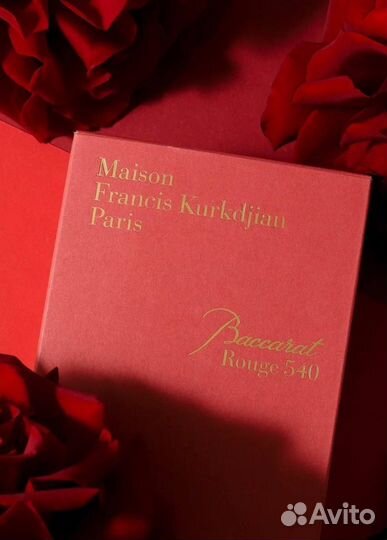 Maison
Francis Kurkdjian
Paris
Baccarat
Rouge 540
Avito